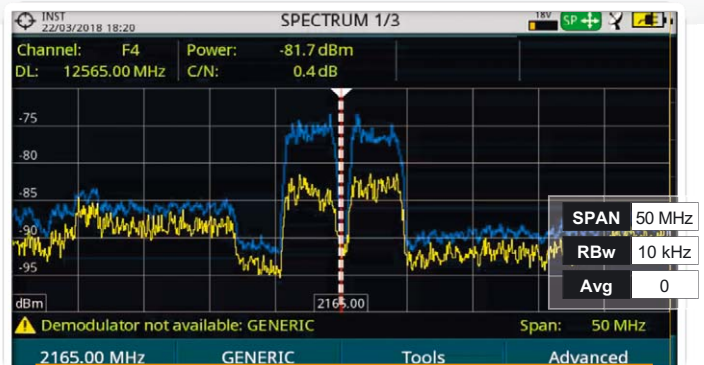 INST
22/03/2018 18:20
SPECTRUM 1/3
18V
SP
Channel: F4
Power: -81.7 dBm
DL: 12565.00 MHz
C/N: 0.4 dB
-75
-80
-85
-90
-95
SPAN 50 MHz
RBw 10 kHz
Avg 0
dBm
2165.00
Demodulator not available: GENERIC
Span: 50 MHz
2165.00 MHz
GENERIC
Tools
Advanced